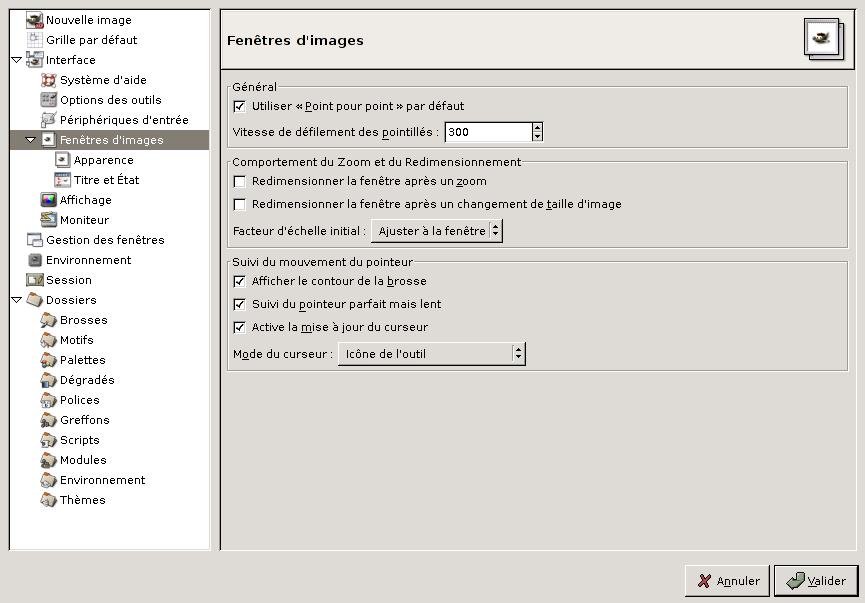 Nouvelle image
Grille par défaut
Interface
Système d'aide
Options des outils
Périphériques d'entrée
Fenêtres d'images
Apparence
Titre et État
Affichage
Moniteur
Gestion des fenêtres
Environnement
Session
Dossiers
Brosses
Motifs
Palettes
Dégradés
Polices
Greffons
Scripts
Modules
Environnement
Thèmes
Fenêtres d'images
Général
Utiliser « Point pour point » par défaut
Vitesse de défilement des pointillés : 300
Comportement du Zoom et du Redimensionnement
Redimensionner la fenêtre après un zoom
Redimensionner la fenêtre après un changement de taille d'image
Facteur d'échelle initial : Ajuster à la fenêtre
Suivi du mouvement du pointeur
Afficher le contour de la brosse
Suivi du pointeur parfait mais lent
Active la mise à jour du curseur
Mode du curseur : Icône de l'outil
Annuler Valider